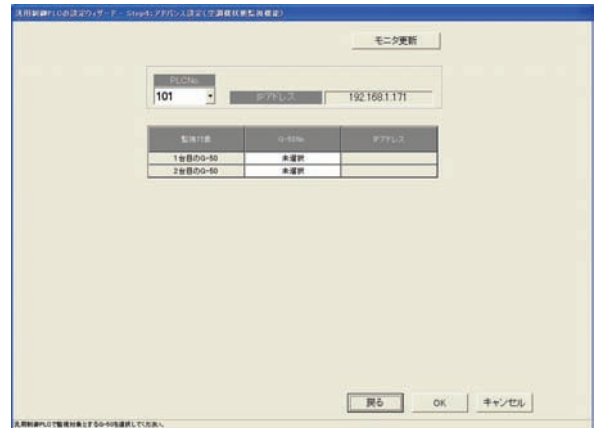 汎用制御PLCの設定ウィザード - Step4:アドバンス設定(空調機状態監視機能)
モニタ更新
PLCNo.
101 IPアドレス 192.168.1.171
監視行番 G-50No. IPアドレス
1台目のG-50 未選択
2台目のG-50 未選択
戻る OK キャンセル
汎用制御PLCで監視対象とするG-50を選択してください。